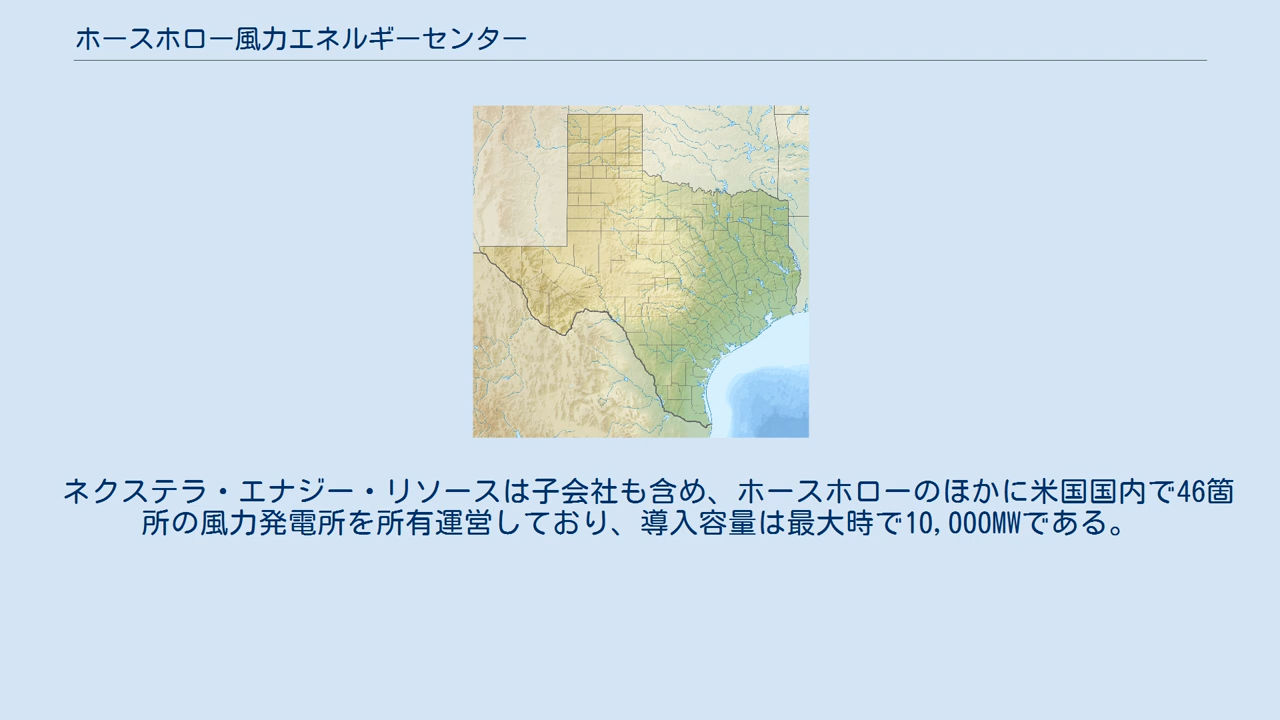 ホースホロー風力エネルギーセンター
ネクステラ・エナジー・リソースは子会社も含め、ホースホローのほかに米国国内で46箇
所の風力発電所を所有運営しており、導入容量は最大時で10,000MWである。